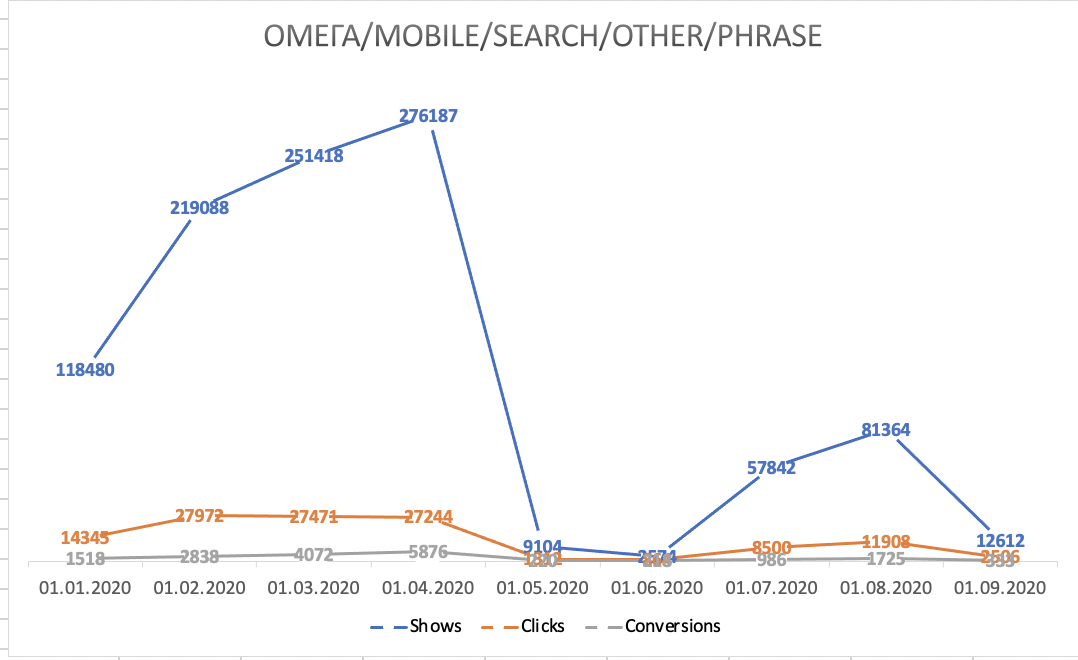 ОМЕГА/MOBILE/SEARCH/OTHER/PHRASE
276187
251418
219088
118480
81364
57842
27972 27471 27244
14345 9104 8500 11908 12612
1518 2838 4072 5876 986 1725
01.01.2020 01.02.2020 01.03.2020 01.04.2020 01.05.2020 01.06.2020 01.07.2020 01.08.2020 01.09.2020
Shows Clicks Conversions